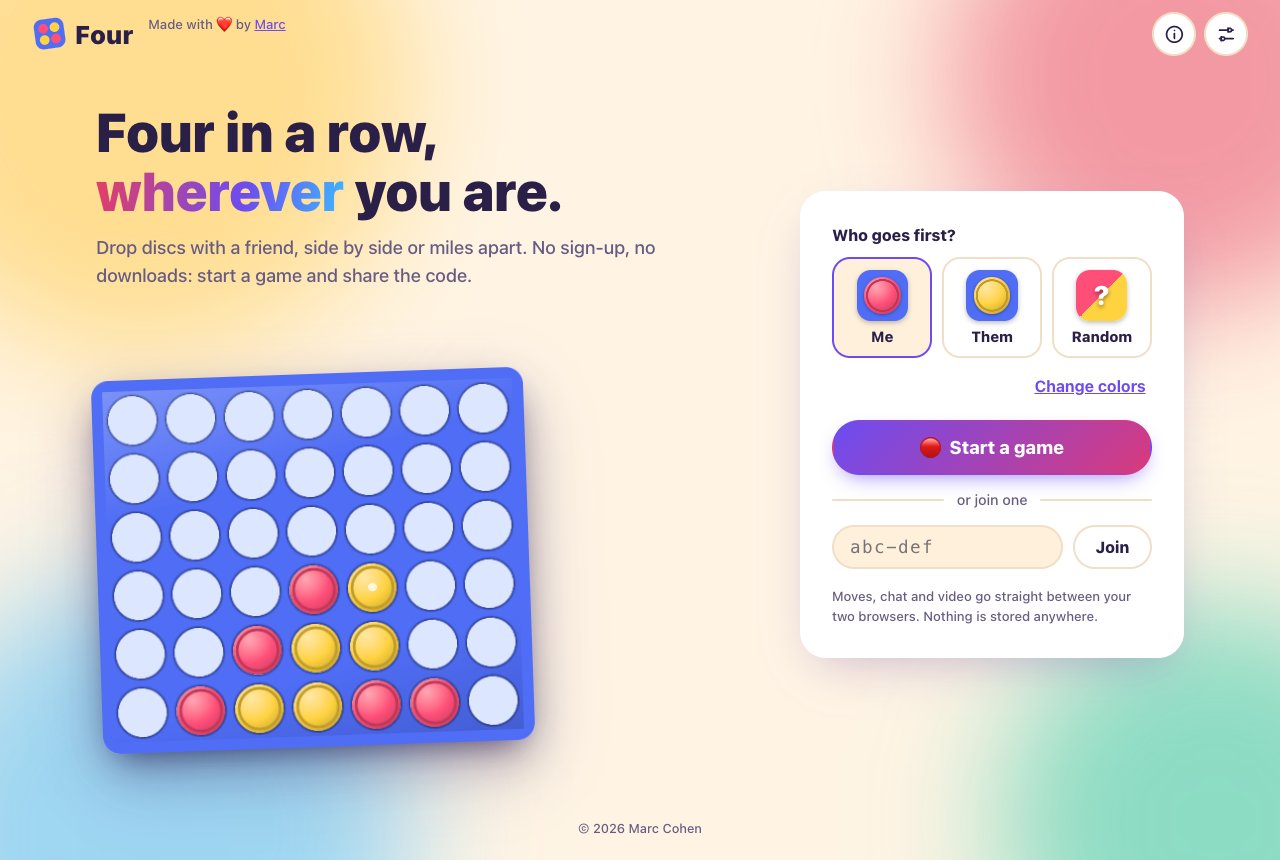 Four
Made with ❤️ by Marc
Four in a row,
wherever you are.
Drop discs with a friend, side by side or miles apart. No sign-up, no
downloads: start a game and share the code.
Who goes first?
Me
Them
?
Random
Change colors
Start a game
or join one
abc-def
Join
Moves, chat and video go straight between your
two browsers. Nothing is stored anywhere.
© 2026 Marc Cohen